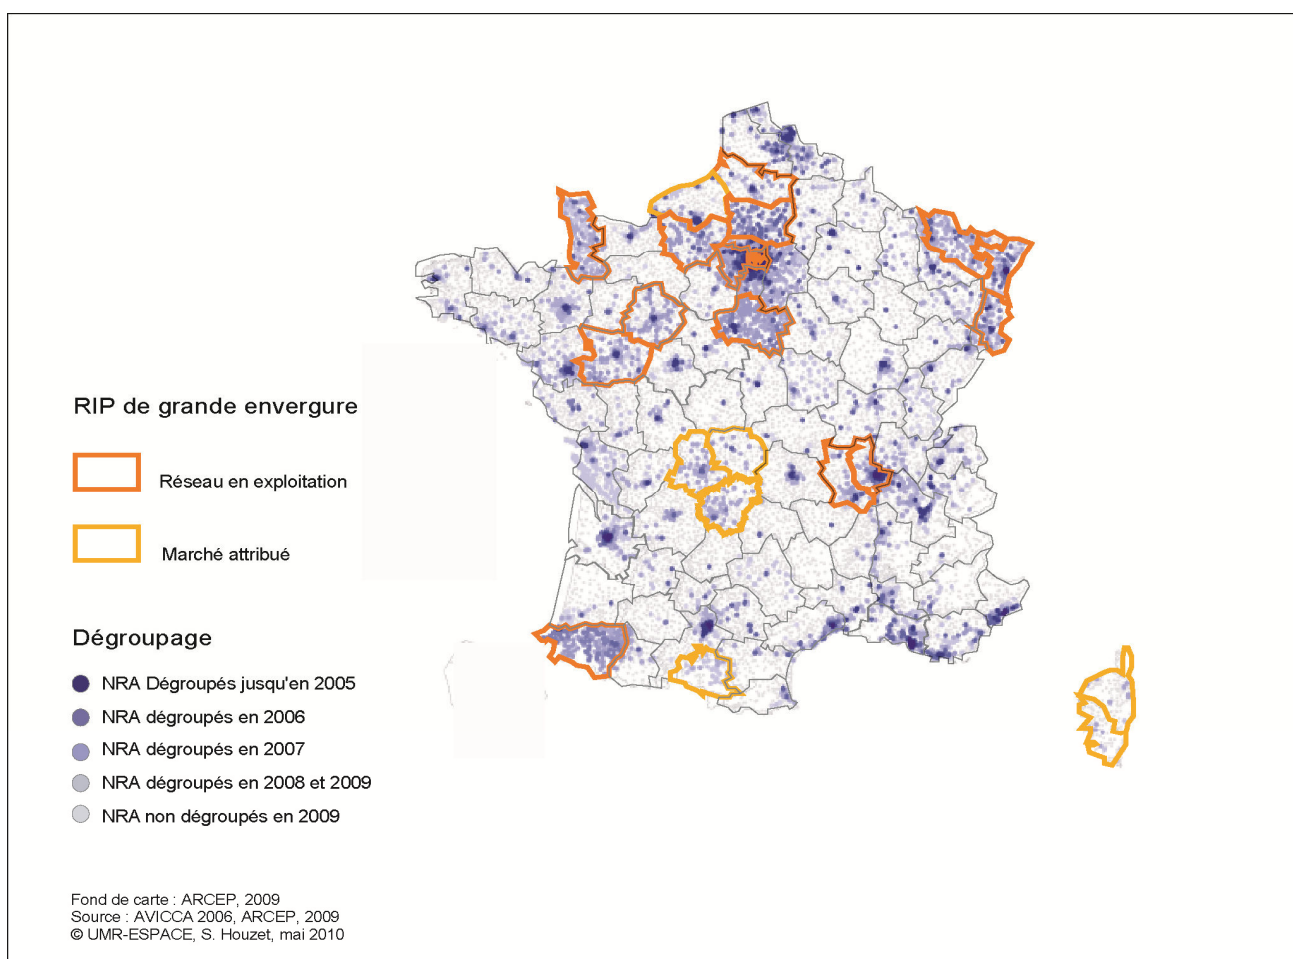 RIP de grande envergure
Réseau en exploitation
Marché attribué
Dégroupage
NRA Dégroupés jusqu'en 2005
NRA dégroupés en 2006
NRA dégroupés en 2007
NRA dégroupés en 2008 et 2009
NRA non dégroupés en 2009
Fond de carte : ARCEP, 2009
Source : AVICCA 2006, ARCEP, 2009
© UMR-ESPACE, S. Houzet, mai 2010